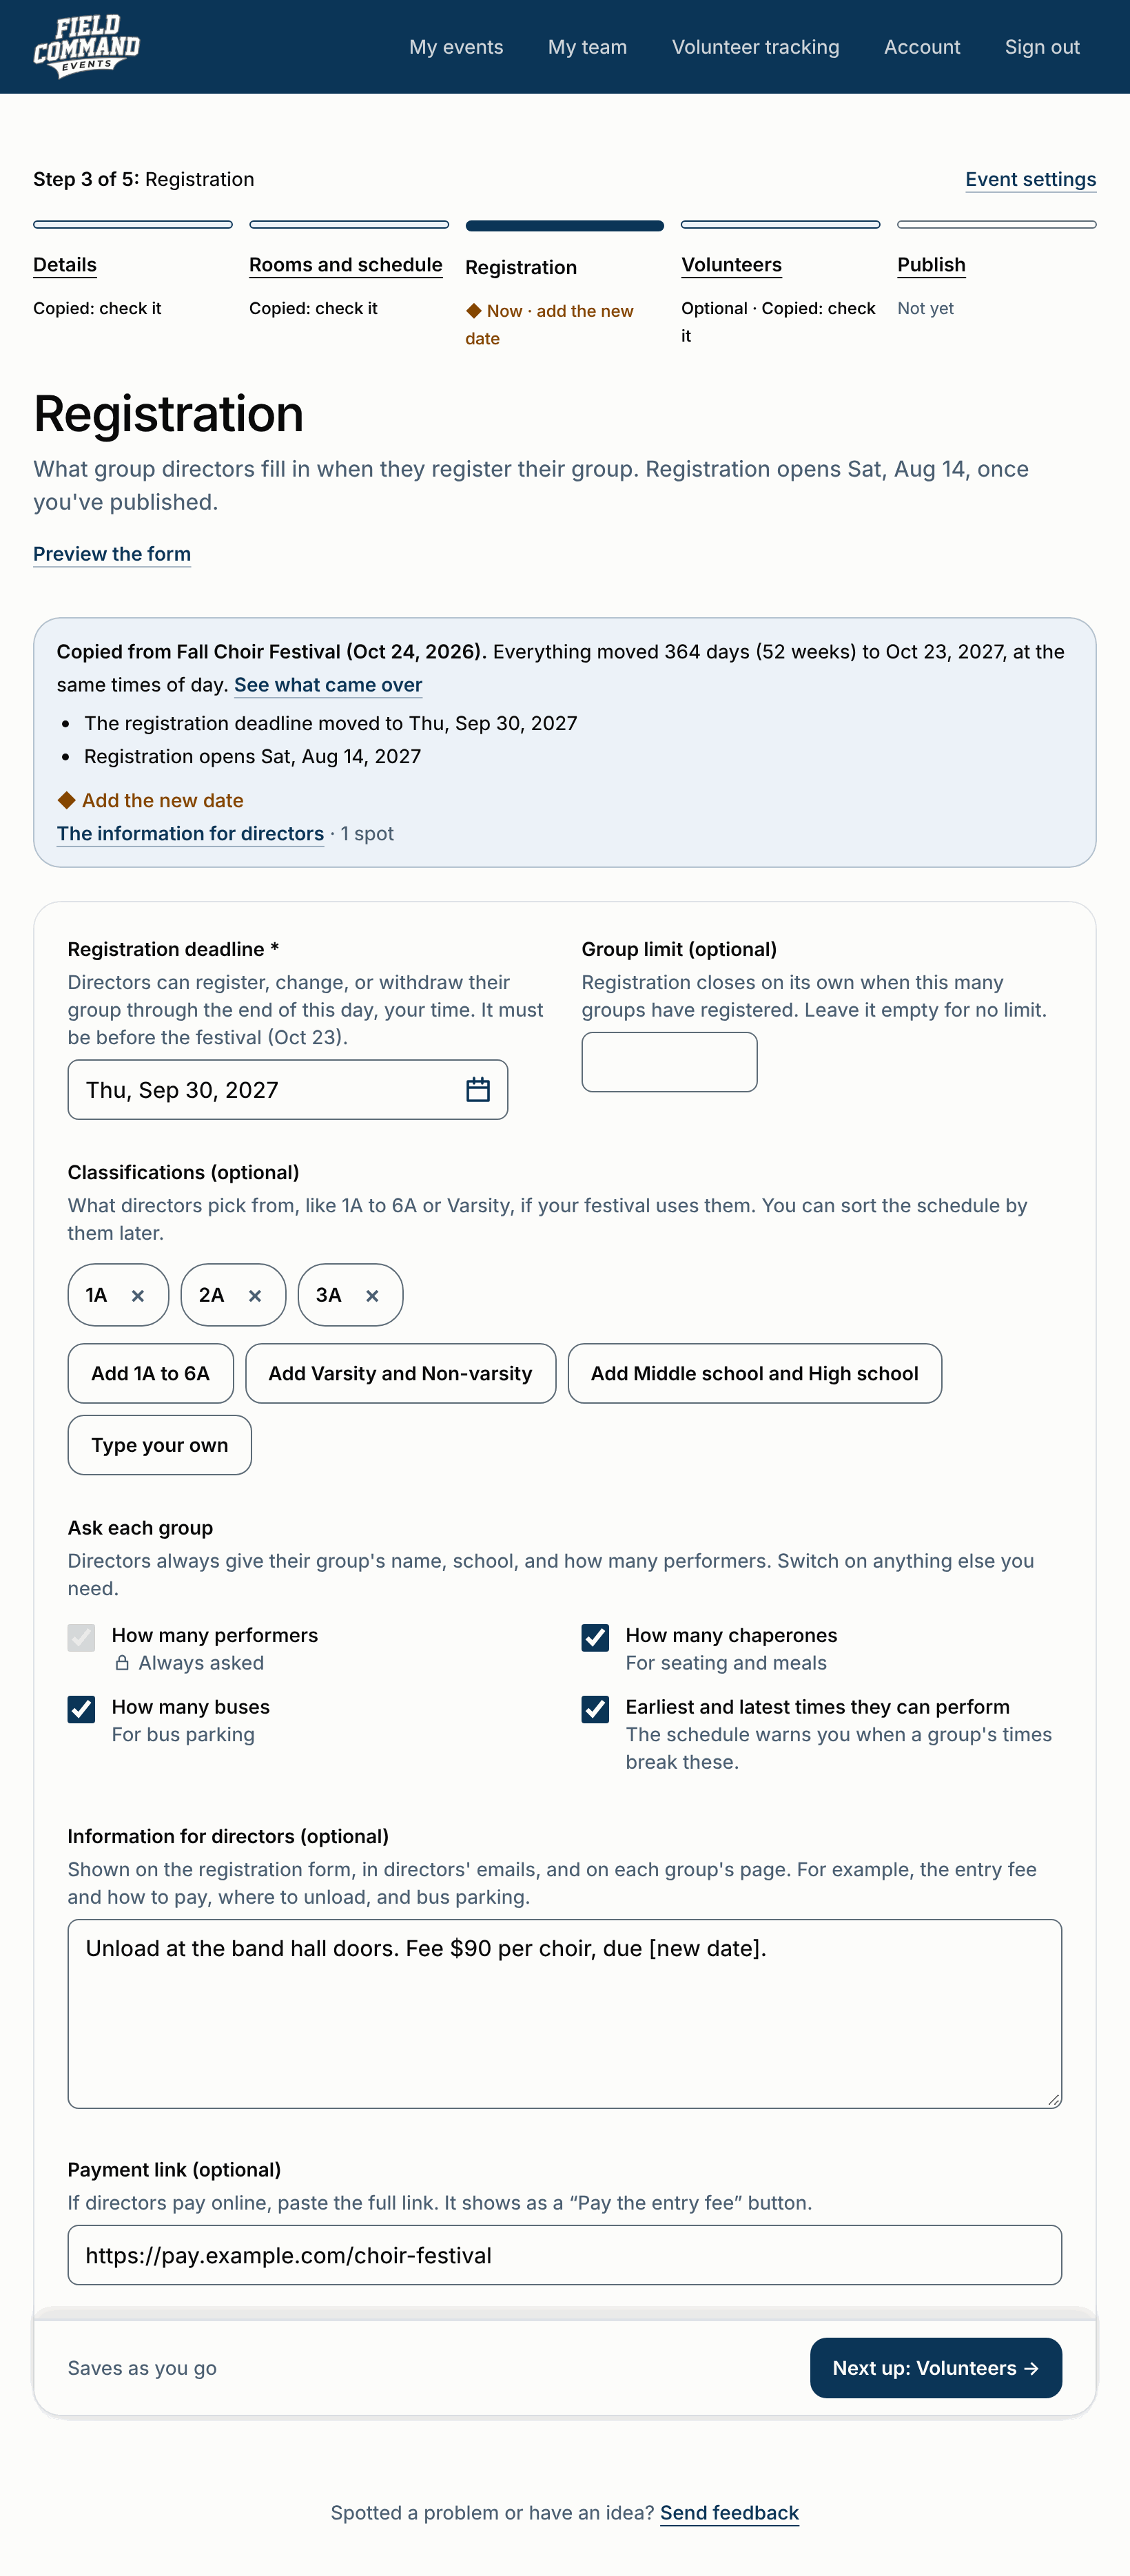 FIELD
COMMAND
EVENTS
My events
My team
Volunteer tracking
Account
Sign out
Step 3 of 5: Registration
Event settings
Details
Copied: check it
Rooms and schedule
Copied: check it
Registration
◆ Now · add the new
date
Volunteers
Optional · Copied: check
it
Publish
Not yet
Registration
What group directors fill in when they register their group. Registration opens Sat, Aug 14, once
you've published.
Preview the form
Copied from Fall Choir Festival (Oct 24, 2026). Everything moved 364 days (52 weeks) to Oct 23, 2027, at the
same times of day. See what came over
• The registration deadline moved to Thu, Sep 30, 2027
• Registration opens Sat, Aug 14, 2027
◆ Add the new date
The information for directors · 1 spot
Registration deadline *
Directors can register, change, or withdraw their
group through the end of this day, your time. It must
be before the festival (Oct 23).
Thu, Sep 30, 2027
Group limit (optional)
Registration closes on its own when this many
groups have registered. Leave it empty for no limit.
Classifications (optional)
What directors pick from, like 1A to 6A or Varsity, if your festival uses them. You can sort the schedule by
them later.
1A ×
2A ×
3A ×
Add 1A to 6A
Add Varsity and Non-varsity
Add Middle school and High school
Type your own
Ask each group
Directors always give their group's name, school, and how many performers. Switch on anything else you
need.
How many performers
Always asked
How many chaperones
For seating and meals
How many buses
For bus parking
Earliest and latest times they can perform
The schedule warns you when a group's times
break these.
Information for directors (optional)
Shown on the registration form, in directors' emails, and on each group's page. For example, the entry fee
and how to pay, where to unload, and bus parking.
Unload at the band hall doors. Fee $90 per choir, due [new date].
Payment link (optional)
If directors pay online, paste the full link. It shows as a “Pay the entry fee” button.
https://pay.example.com/choir-festival
Saves as you go
Next up: Volunteers →
Spotted a problem or have an idea? Send feedback